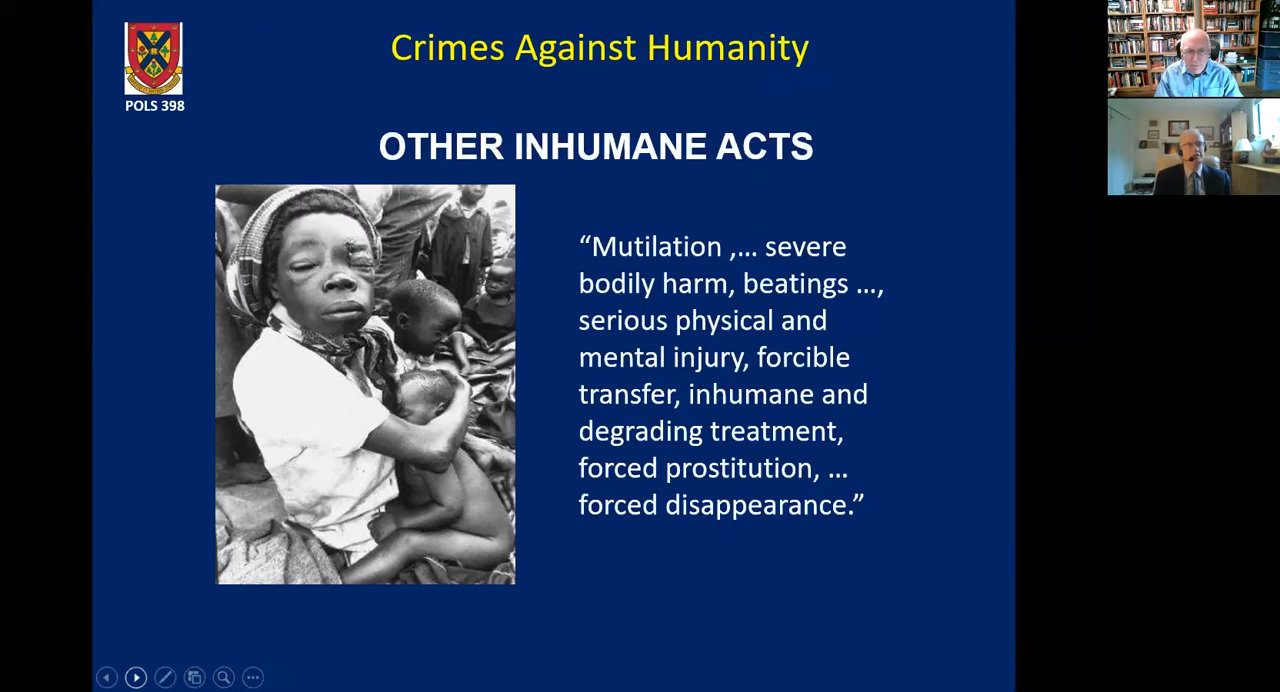 Crimes Against Humanity
POLS 398
OTHER INHUMANE ACTS
“Mutilation ,… severe
bodily harm, beatings …,
serious physical and
mental injury, forcible
transfer, inhumane and
degrading treatment,
forced prostitution, …
forced disappearance.”